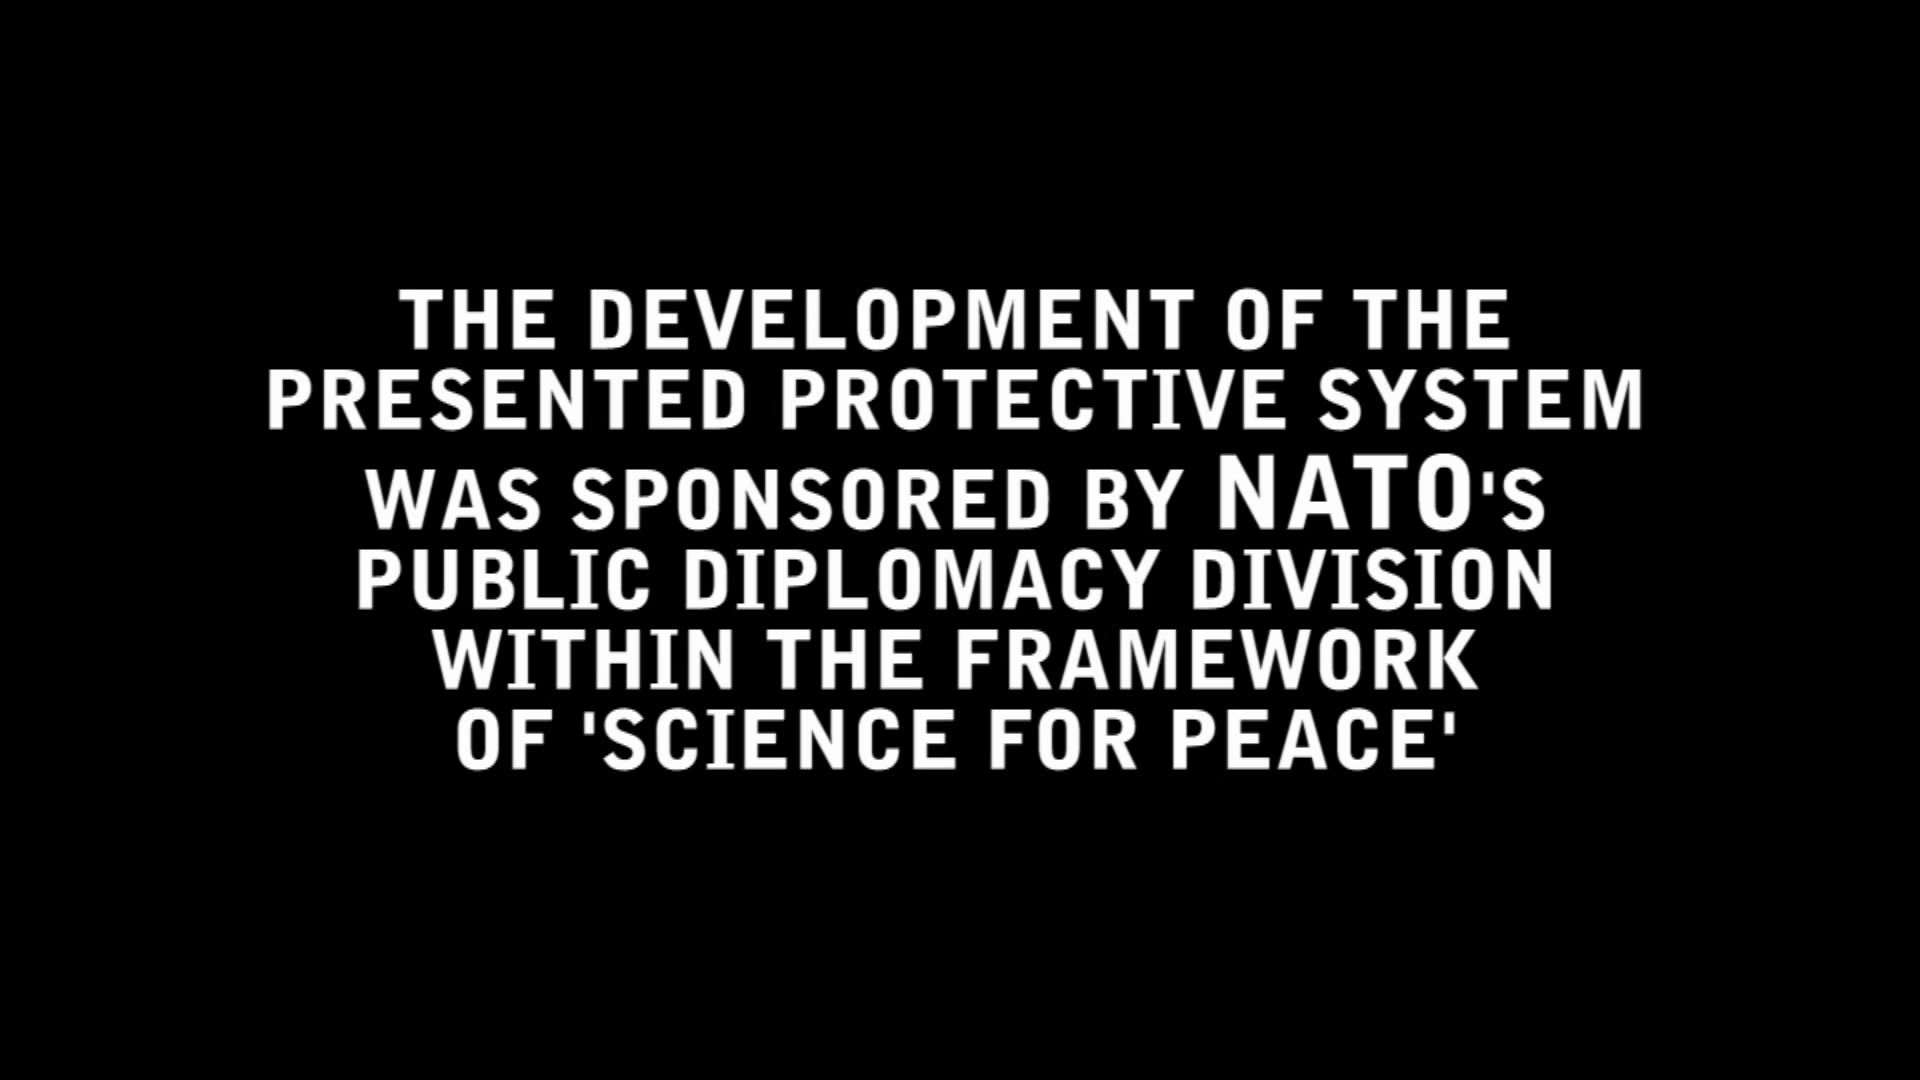 THE DEVELOPMENT OF THE
PRESENTED PROTECTIVE SYSTEM
WAS SPONSORED BY NATO'S
PUBLIC DIPLOMACY DIVISION
WITHIN THE FRAMEWORK
OF 'SCIENCE FOR PEACE'